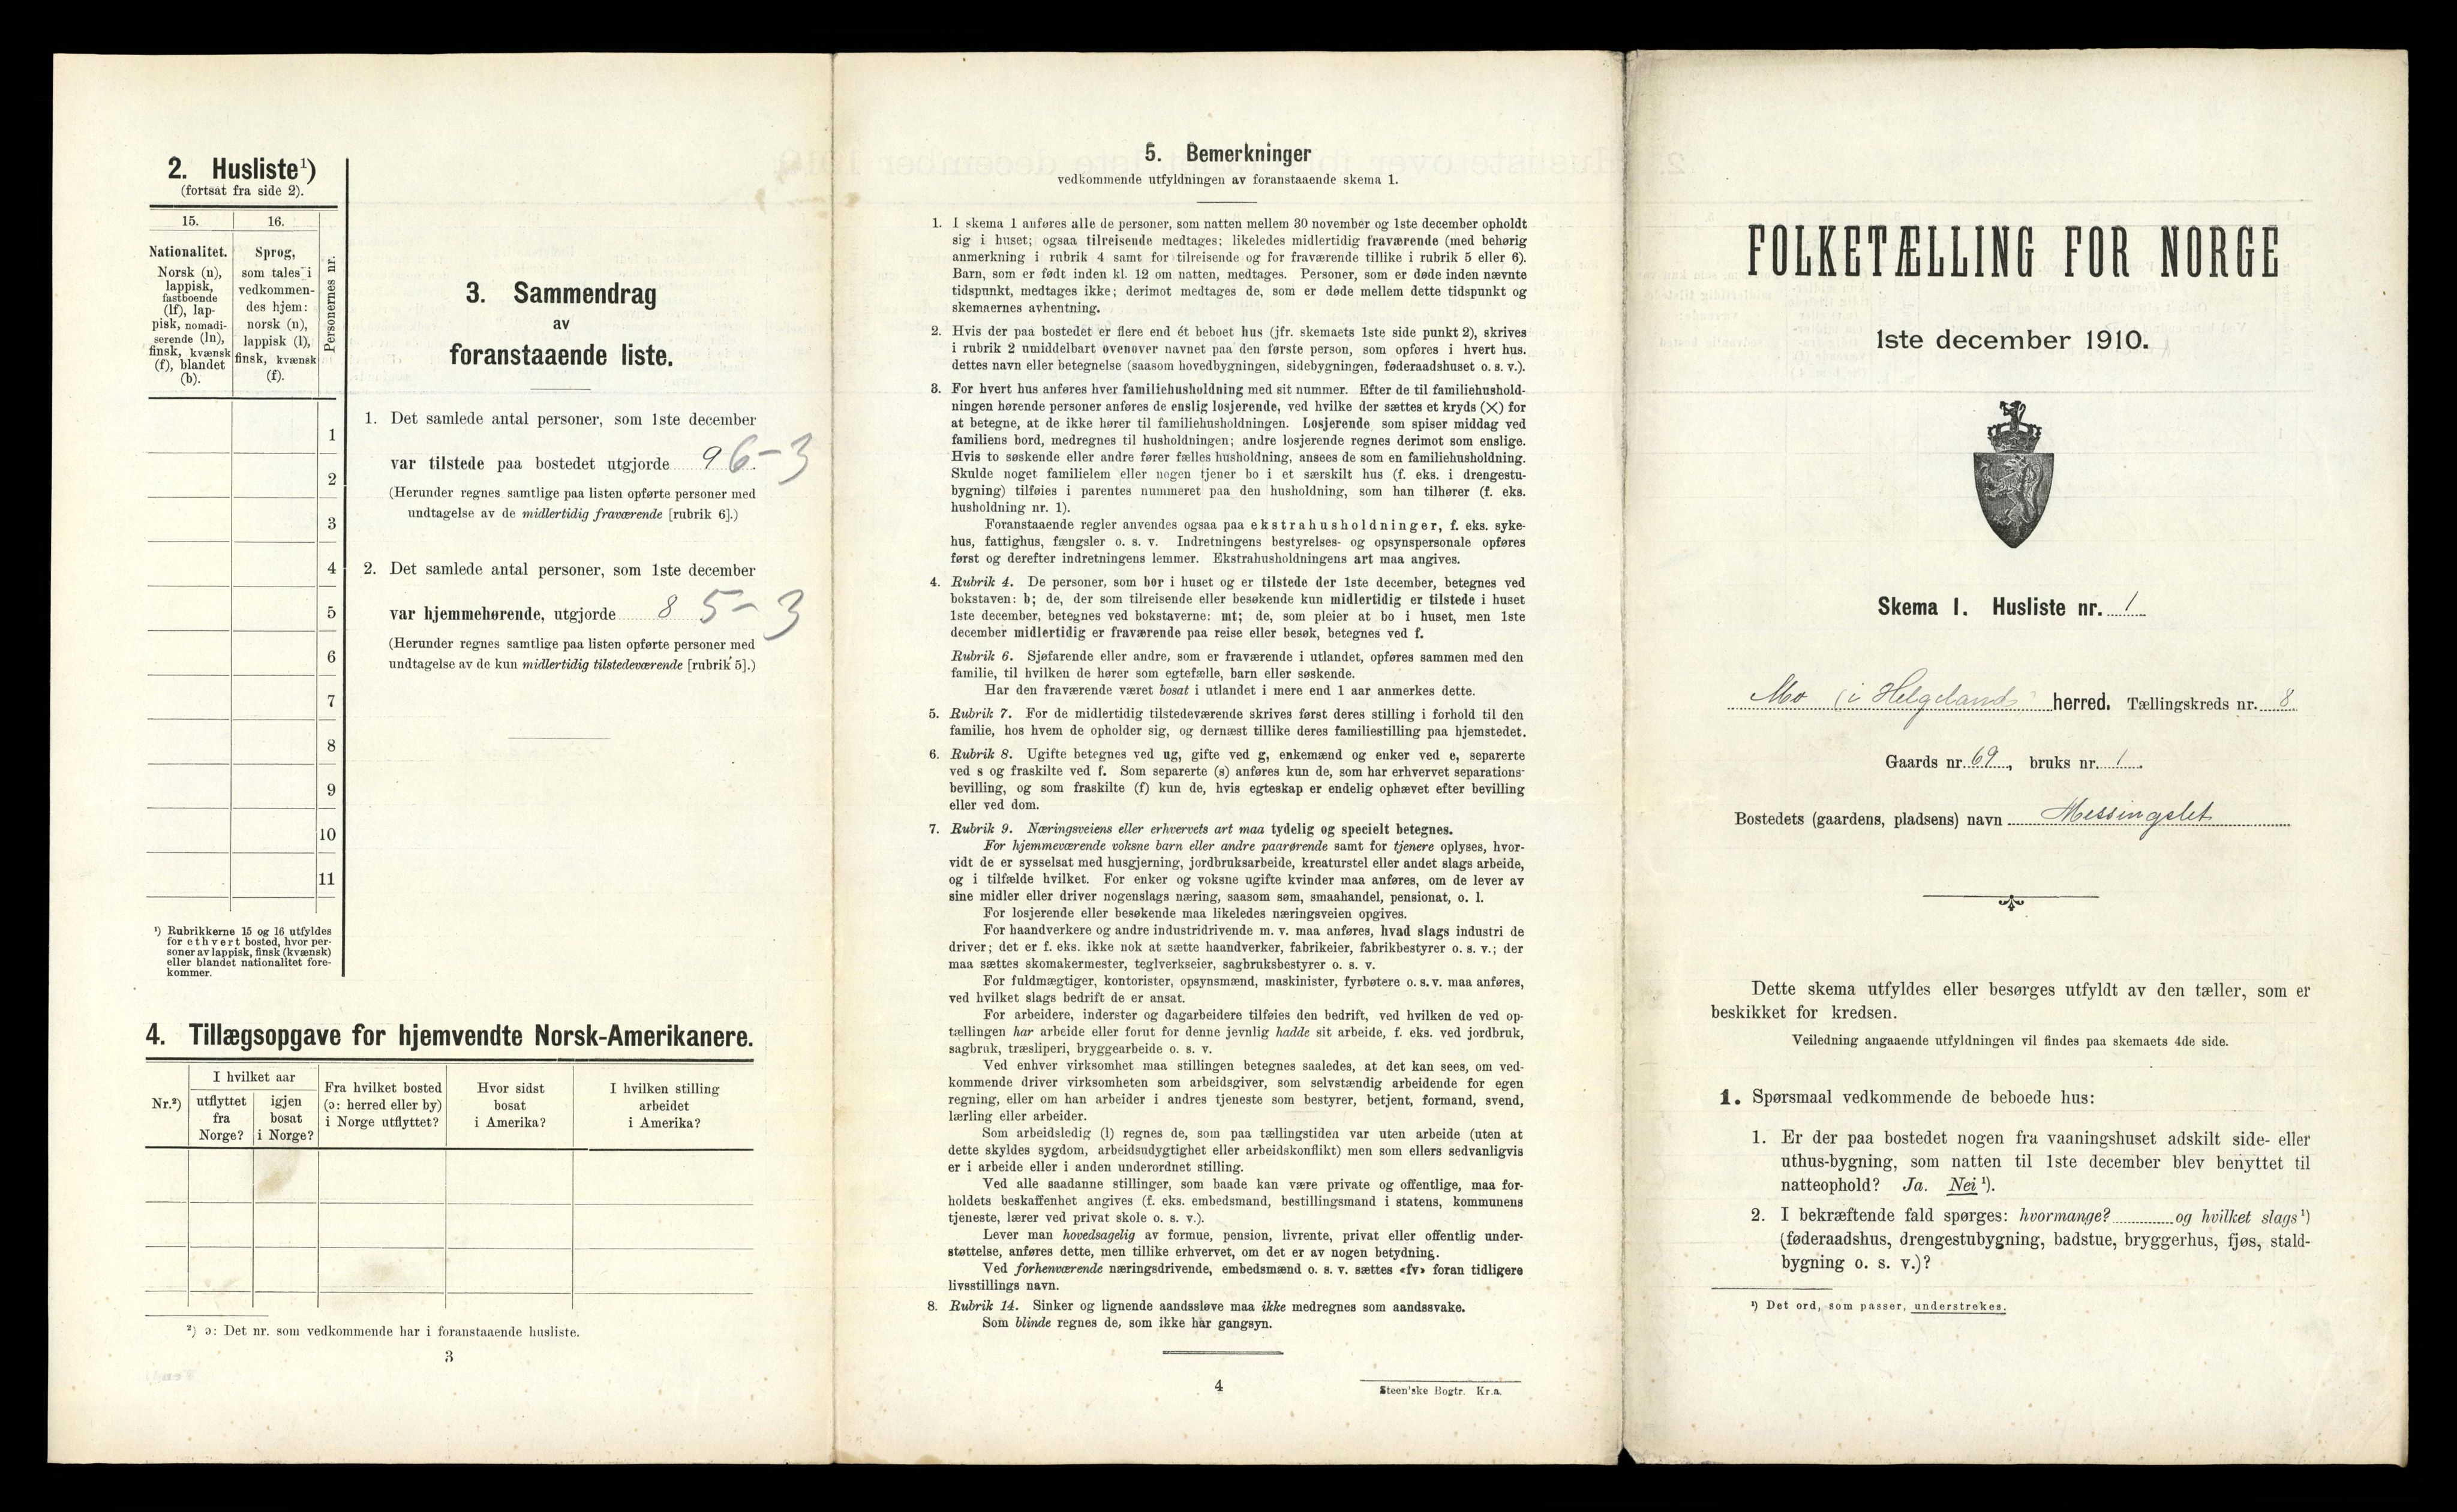 2. Husliste¹)
(fortsat fra side 2).
15.
16.
Personernes nr.
Nationalitet.
Norsk (n),
lappisk,
fastboende
(lf), lap-
pisk, nomadi-
serende (ln),
finsk, kvænsk
(f), blandet
(b).
Sprog,
som tales i
vedkommen-
des hjem:
norsk (n),
lappisk (l),
finsk, kvænsk
(f).
1
2
3
4
5
6
7
8
9
10
11
¹) Rubrikkerne 15 og 16 utfyldes
for ethvert bosted, hvor per-
soner av lappisk, finsk (kvænsk)
eller blandet nationalitet fore-
kommer.
3. Sammendrag
av
foranstaaende liste.
1. Det samlede antal personer, som 1ste december
var tilstede paa bostedet utgjorde 9 6-3
(Herunder regnes samtlige paa listen opførte personer med
undtagelse av de midlertidig fraværende [rubrik 6].)
2. Det samlede antal personer, som 1ste december
var hjemmehørende, utgjorde 8 5-3
(Herunder regnes samtlige paa listen opførte personer med
undtagelse av de kun midlertidig tilstedeværende [rubrik 5].)
4. Tillægsopgave for hjemvendte Norsk-Amerikanere.
Nr.²)
I hvilket aar
utflyttet
fra
Norge?
igjen
bosat
i Norge?
Fra hvilket bosted
(ɔ: herred eller by)
i Norge utflyttet?
Hvor sidst
bosat
i Amerika?
I hvilken stilling
arbeidet
i Amerika?
²) ɔ: Det nr. som vedkommende har i foranstaaende husliste.
3
5. Bemerkninger
vedkommende utfyldningen av foranstaaende skema 1.
1. I skema 1 anføres alle de personer, som natten mellem 30 november og 1ste december opholdt
sig i huset; ogsaa tilreisende medtages; likeledes midlertidig fraværende (med behørig
anmerkning i rubrik 4 samt for tilreisende og for fraværende tillike i rubrik 5 eller 6).
Barn, som er født inden kl. 12 om natten, medtages. Personer, som er døde inden nævnte
tidspunkt, medtages ikke; derimot medtages de, som er døde mellem dette tidspunkt og
skemaernes avhentning.
2. Hvis der paa bostedet er flere end ét beboet hus (jfr. skemaets 1ste side punkt 2), skrives
i rubrik 2 umiddelbart ovenover navnet paa den første person, som opføres i hvert hus.
dettes navn eller betegnelse (saasom hovedbygningen, sidebygningen, føderaadshuset o. s. v.).
3. For hvert hus anføres hver familiehusholdning med sit nummer. Efter de til familiehushold-
ningen hørende personer anføres de enslig losjerende, ved hvilke der sættes et kryds (×) for
at betegne, at de ikke hører til familiehusholdningen. Losjerende som spiser middag ved
familiens bord, medregnes til husholdningen; andre losjerende regnes derimot som enslige.
Hvis to søskende eller andre fører fælles husholdning, ansees de som en familiehusholdning.
Skulde noget familielem eller nogen tjener bo i et særskilt hus (f. eks. i drengestu-
bygning) tilføies i parentes nummeret paa den husholdning, som han tilhører (f. eks.
husholdning nr. 1).
Foranstaaende regler anvendes ogsaa paa ekstrahusholdninger, f. eks. syke-
hus, fattighus, fængsler o. s. v. Indretningens bestyrelses- og opsynspersonale opføres
først og derefter indretningens lemmer. Ekstrahusholdningens art maa angives.
4. Rubrik 4. De personer, som bor i huset og er tilstede der 1ste december, betegnes ved
bokstaven: b; de, der som tilreisende eller besøkende kun midlertidig er tilstede i huset
1ste december, betegnes ved bokstaverne: mt; de, som pleier at bo i huset, men 1ste
december midlertidig er fraværende paa reise eller besøk, betegnes ved f.
Rubrik 6. Sjøfarende eller andre, som er fraværende i utlandet, opføres sammen med den
familie, til hvilken de hører som egtefælle, barn eller søskende.
Har den fraværende været bosat i utlandet i mere end 1 aar anmerkes dette.
5. Rubrik 7. For de midlertidig tilstedeværende skrives først deres stilling i forhold til den
familie, hos hvem de opholder sig, og dernæst tillike deres familiestilling paa hjemstedet.
6. Rubrik 8. Ugifte betegnes ved ug, gifte ved g, enkemænd og enker ved e, separerte
ved s og fraskilte ved f. Som separerte (s) anføres kun de, som har erhvervet separations-
bevilling, og som fraskilte (f) kun de, hvis egteskap er endelig ophævet efter bevilling
eller ved dom.
7. Rubrik 9. Næringsveiens eller erhvervets art maa tydelig og specielt betegnes.
For hjemmeværende voksne barn eller andre paarørende samt for tjenere oplyses, hvor-
vidt de er sysselsat med husgjerning, jordbruksarbeide, kreaturstel eller andet slags arbeide,
og i tilfælde hvilket. For enker og voksne ugifte kvinder maa anføres, om de lever av
sine midler eller driver nogenslags næring, saasom søm, smaahandel, pensionat, o. l.
For losjerende eller besøkende maa likeledes næringsveien opgives.
For haandverkere og andre industridrivende m. v. maa anføres, hvad slags industri de
driver; det er f. eks. ikke nok at sætte haandverker, fabrikeier, fabrikbestyrer o. s. v.; der
maa sættes skomakermester, teglverkseier, sagbruksbestyrer o. s. v.
For fuldmægtiger, kontorister, opsynsmænd, maskinister, fyrbøtere o. s. v. maa anføres,
ved hvilket slags bedrift de er ansat.
For arbeidere, inderster og dagarbeidere tilføies den bedrift, ved hvilken de ved op-
tællingen har arbeide eller forut for denne jevnlig hadde sit arbeide, f. eks. ved jordbruk,
sagbruk, træsliperi, bryggearbeide o. s. v.
Ved enhver virksomhet maa stillingen betegnes saaledes, at det kan sees, om ved-
kommende driver virksomheten som arbeidsgiver, som selvstændig arbeidende for egen
regning, eller om han arbeider i andres tjeneste som bestyrer, betjent, formand, svend,
lærling eller arbeider.
Som arbeidsledig (l) regnes de, som paa tællingstiden var uten arbeide (uten at
dette skyldes sygdom, arbeidsudygtighet eller arbeidskonflikt) men som ellers sedvanligvis
er i arbeide eller i anden underordnet stilling.
Ved alle saadanne stillinger, som baade kan være private og offentlige, maa for-
holdets beskaffenhet angives (f. eks. embedsmand, bestillingsmand i statens, kommunens
tjeneste, lærer ved privat skole o. s. v.).
Lever man hovedsagelig av formue, pension, livrente, privat eller offentlig under-
støttelse, anføres dette, men tillike erhvervet, om det er av nogen betydning.
Ved forhenværende næringsdrivende, embedsmænd o. s. v. sættes «fv» foran tidligere
livsstillings navn.
8. Rubrik 14. Sinker og lignende aandssløve maa ikke medregnes som aandssvake.
Som blinde regnes de, som ikke har gangsyn.
4
Steen'ske Bogtr. Kr.a.
FOLKETÆLLING FOR NORGE
1ste december 1910.
Skema 1. Husliste nr. 1
Mo (i Helgeland) herred. Tællingskreds nr. 8
Gaards nr. 69, bruks nr. 1.
Bostedets (gaardens, pladsens) navn Messingslet
Dette skema utfyldes eller besørges utfyldt av den tæller, som er
beskikket for kredsen.
Veiledning angaaende utfyldningen vil findes paa skemaets 4de side.
1. Spørsmaal vedkommende de beboede hus:
1. Er der paa bostedet nogen fra vaaningshuset adskilt side- eller
uthus-bygning, som natten til 1ste december blev benyttet til
natteophold? Ja. Nei¹).
2. I bekræftende fald spørges: hvormange? og hvilket slags¹)
(føderaadshus, drengestubygning, badstue, bryggerhus, fjøs, stald-
bygning o. s. v.)?
¹) Det ord, som passer, understrekes.